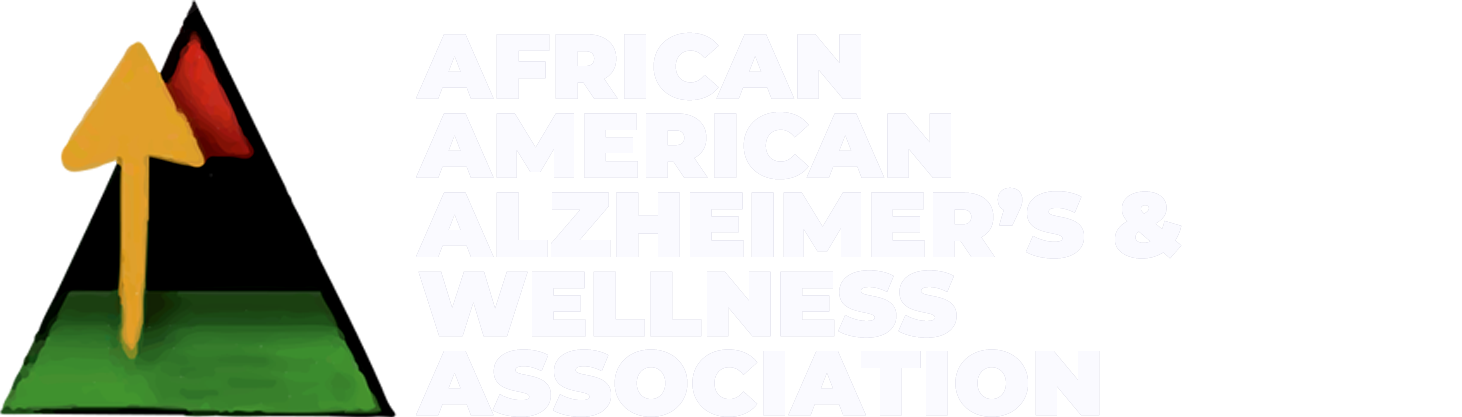 AFRICAN
AMERICAN
ALZHEIMER’S &
WELLNESS
ASSOCIATION